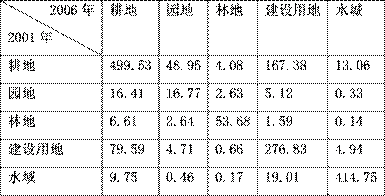 2006 年 耕地 园地 林地 建设用地 水域
2001 年
耕地 499.53 48.95 4.08 167.38 13.06
园地 16.41 16.77 2.63 5.12 0.33
林地 6.61 2.64 53.68 1.59 0.14
建设用地 79.59 4.71 0.66 276.83 4.94
水域 9.75 0.46 0.17 19.01 414.75